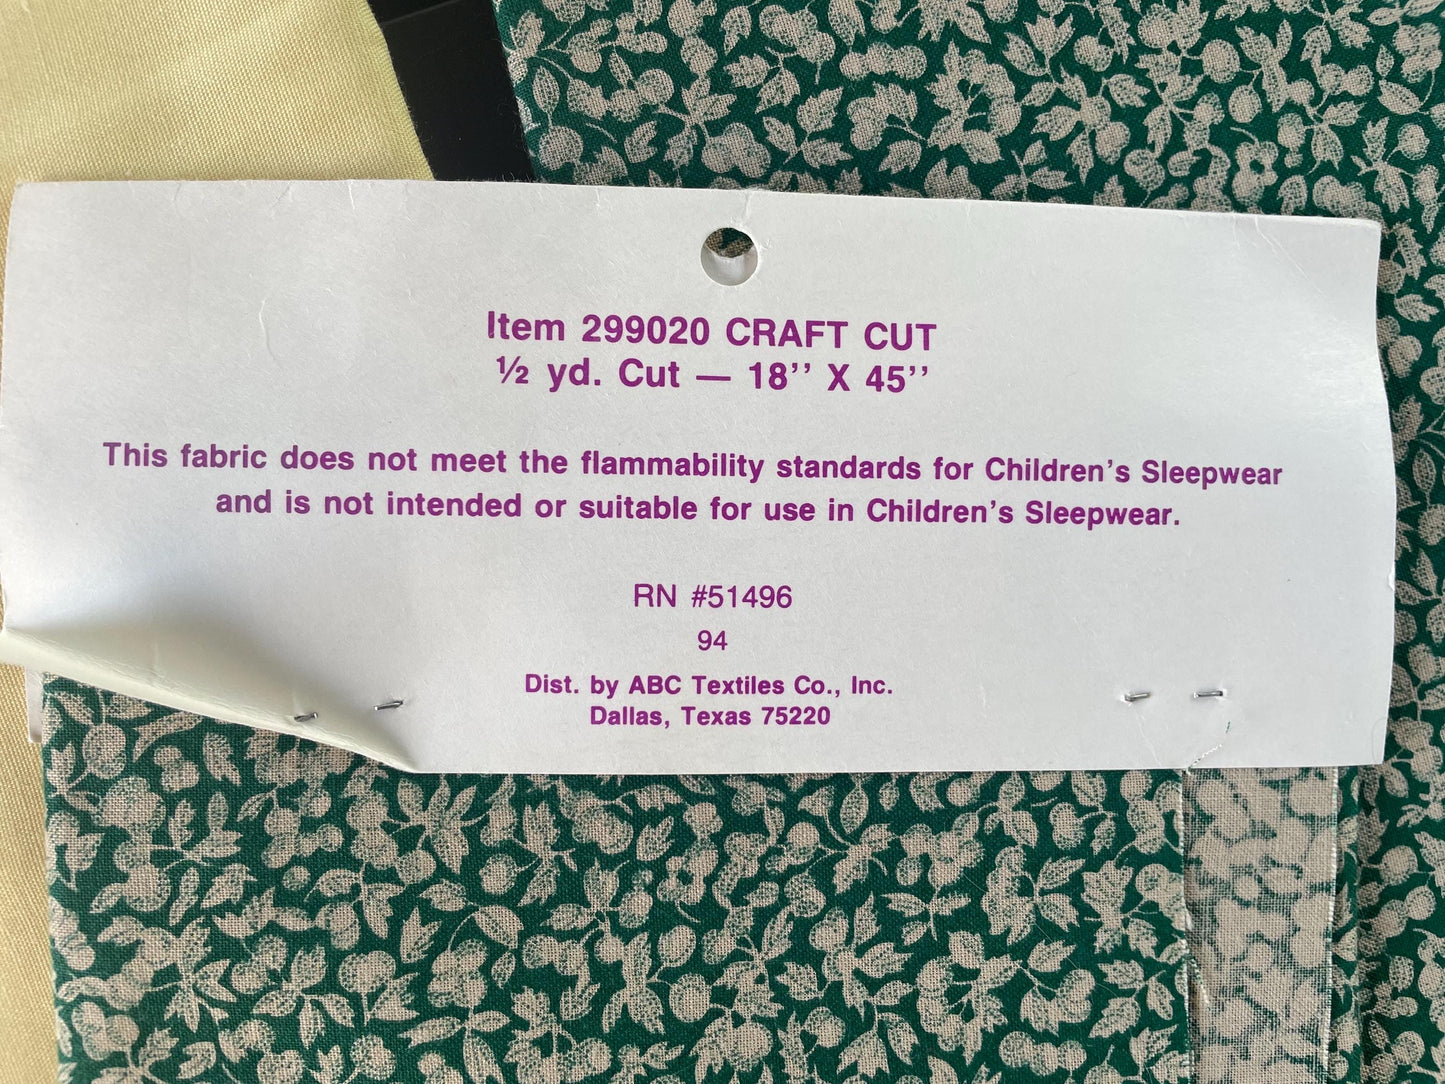 Item 299020 CRAFT CUT
½ yd. Cut — 18'' X 45''
This fabric does not meet the flammability standards for Children's Sleepwear
and is not intended or suitable for use in Children's Sleepwear.
RN #51496
94
Dist. by ABC Textiles Co., Inc.
Dallas, Texas 75220